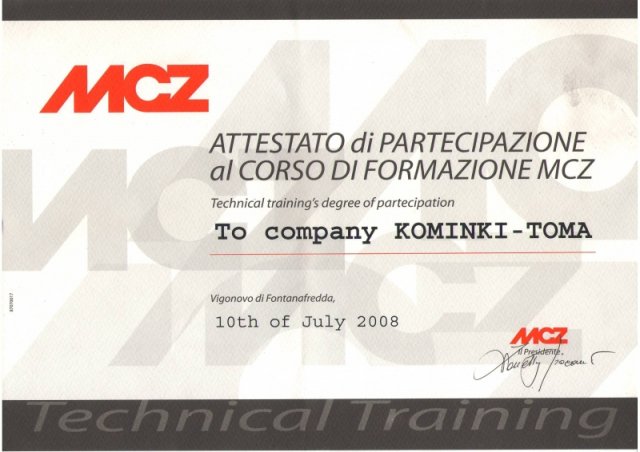 MCZ
ATTESTATO di PARTECIPAZIONE
al CORSO DI FORMAZIONE MCZ
Technical training's degree of partecipation
To company KOMINKI-TOMA
Vigonovo di Fontanafredda,
10th of July 2008
MCZ
Il Presidente
Technical Training